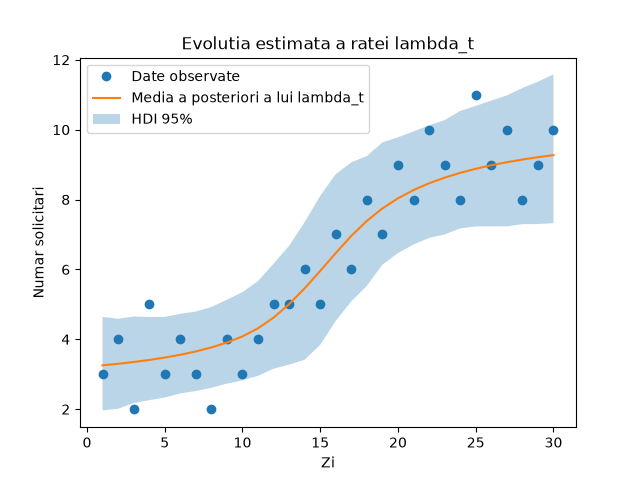 Evolutia estimata a ratei lambda_t
Date observate
Media a posteriori a lui lambda_t
HDI 95%
Numar solicitari
12
10
8
6
4
2
0
5
10
15
20
25
30
Zi